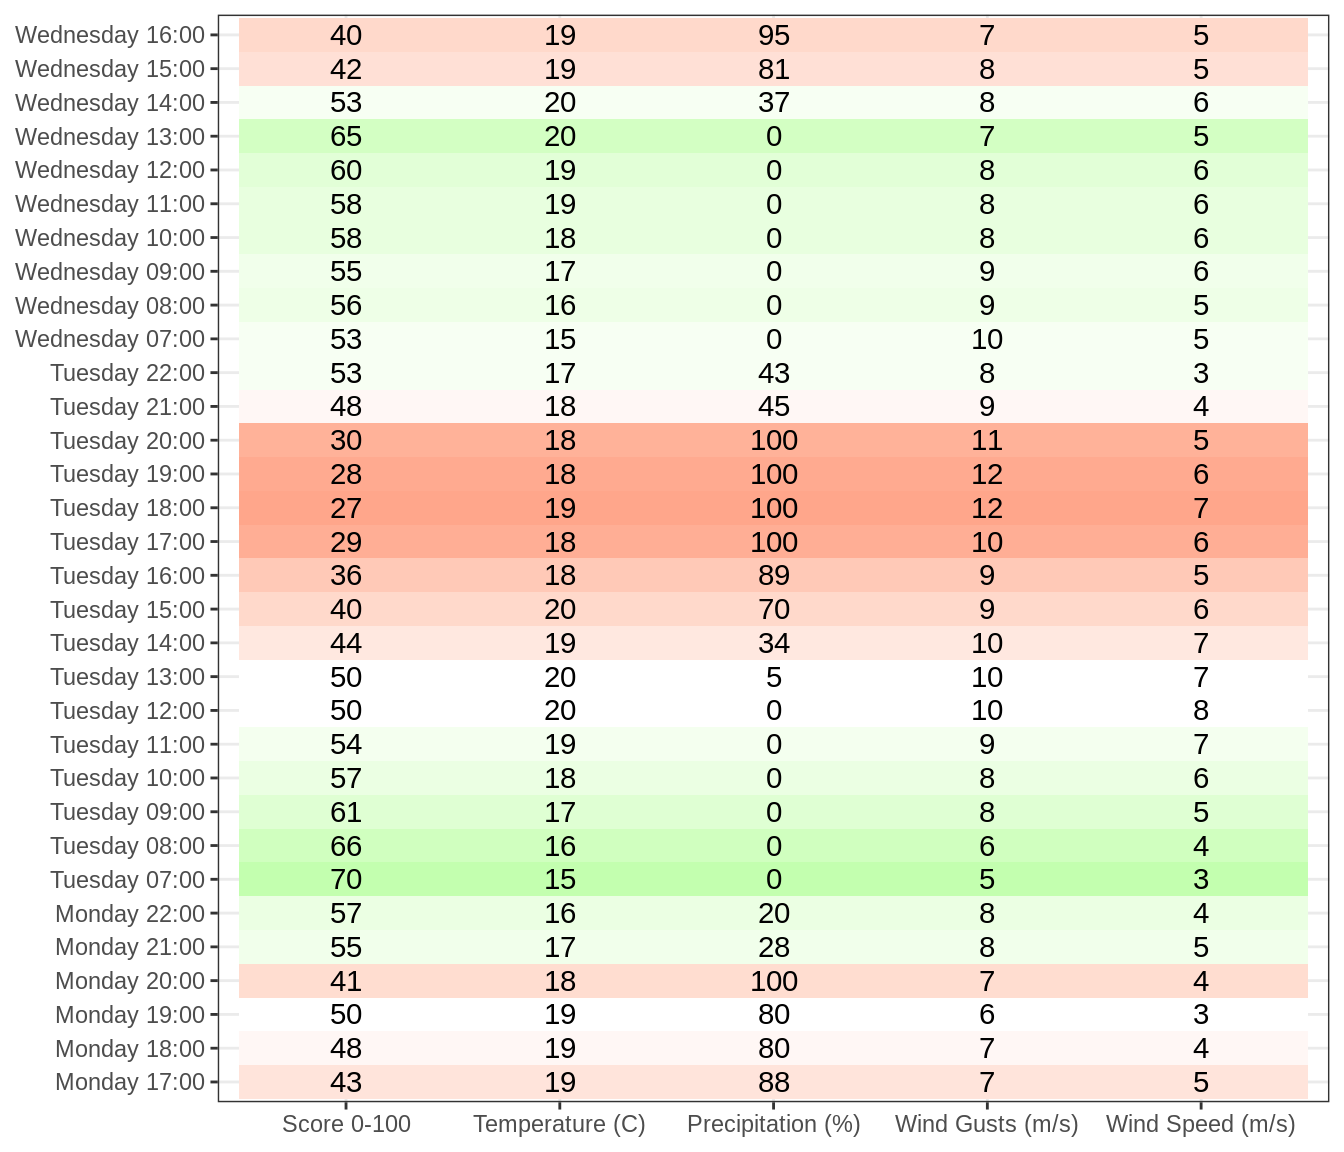 Wednesday 16:00 40 19 95 7 5
Wednesday 15:00 42 19 81 8 5
Wednesday 14:00 53 20 37 8 6
Wednesday 13:00 65 20 0 7 5
Wednesday 12:00 60 19 0 8 6
Wednesday 11:00 58 19 0 8 6
Wednesday 10:00 58 18 0 8 6
Wednesday 09:00 55 17 0 9 6
Wednesday 08:00 56 16 0 9 5
Wednesday 07:00 53 15 0 10 5
Tuesday 22:00 53 17 43 8 3
Tuesday 21:00 48 18 45 9 4
Tuesday 20:00 30 18 100 11 5
Tuesday 19:00 28 18 100 12 6
Tuesday 18:00 27 19 100 12 7
Tuesday 17:00 29 18 100 10 6
Tuesday 16:00 36 18 89 9 5
Tuesday 15:00 40 20 70 9 6
Tuesday 14:00 44 19 34 10 7
Tuesday 13:00 50 20 5 10 7
Tuesday 12:00 50 20 0 10 8
Tuesday 11:00 54 19 0 9 7
Tuesday 10:00 57 18 0 8 6
Tuesday 09:00 61 17 0 8 5
Tuesday 08:00 66 16 0 6 4
Tuesday 07:00 70 15 0 5 3
Monday 22:00 57 16 20 8 4
Monday 21:00 55 17 28 8 5
Monday 20:00 41 18 100 7 4
Monday 19:00 50 19 80 6 3
Monday 18:00 48 19 80 7 4
Monday 17:00 43 19 88 7 5
Score 0-100 Temperature (C) Precipitation (%) Wind Gusts (m/s) Wind Speed (m/s)